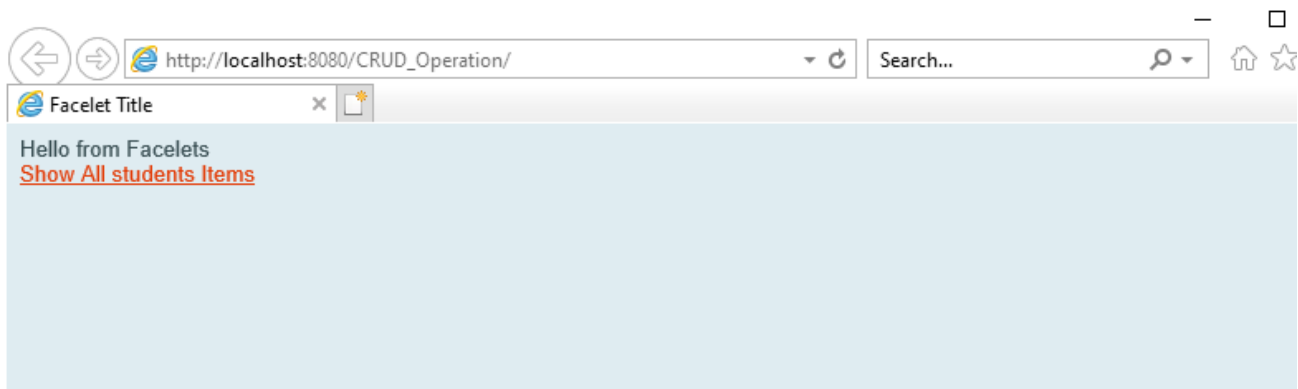 http://localhost:8080/CRUD_Operation/
Search...
Facelet Title
Hello from Facelets
Show All students Items